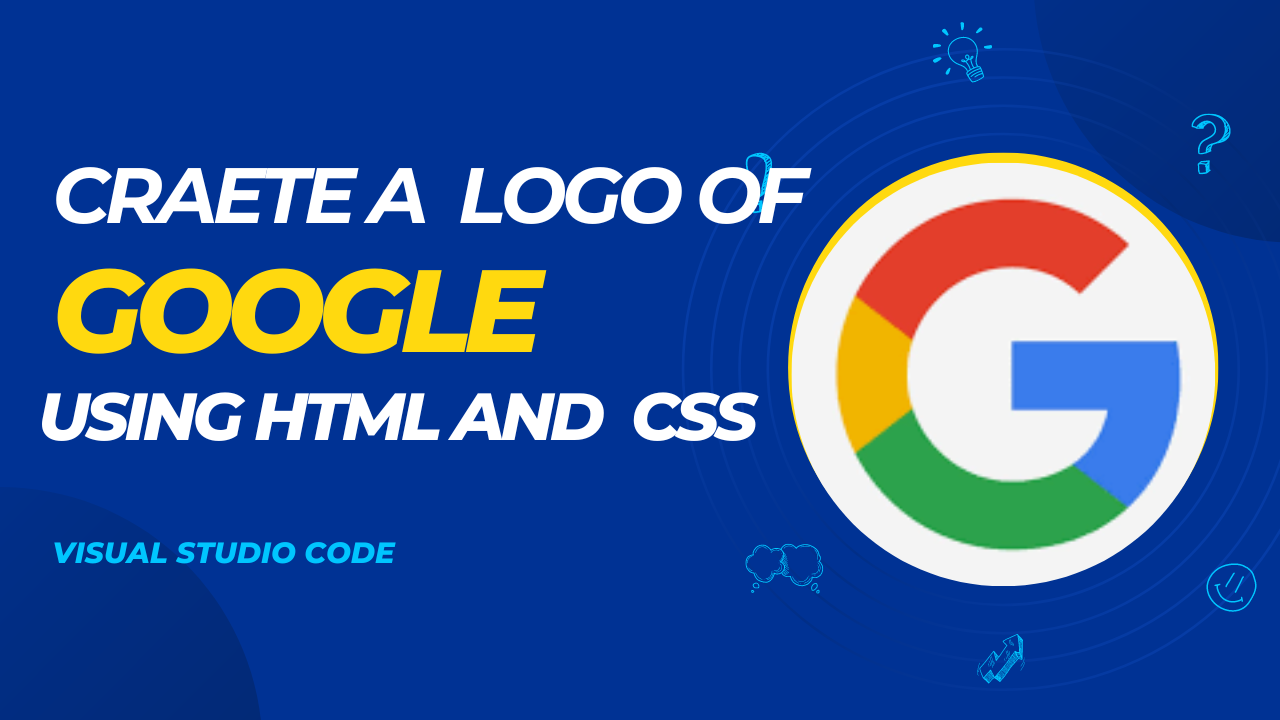 CRAETE A LOGO OF
GOOGLE
USING HTML AND CSS
VISUAL STUDIO CODE